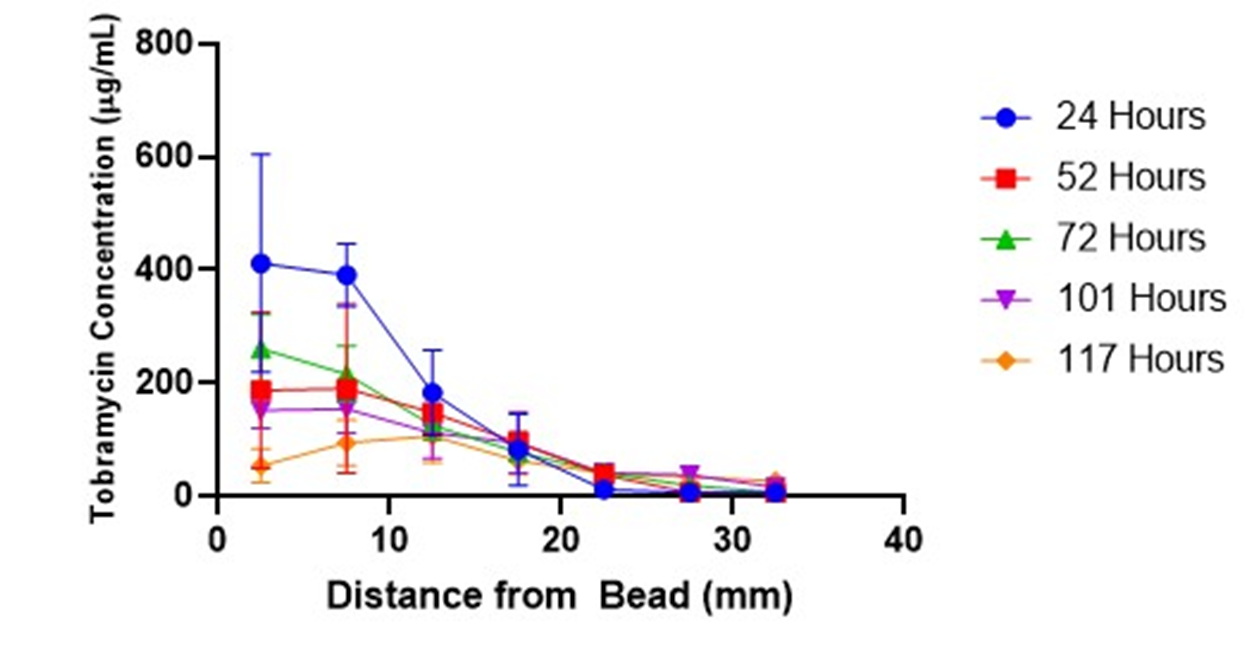 Tobramycin Concentration (µg/mL)
800
600
400
200
0
0 10 20 30 40
Distance from Bead (mm)
24 Hours
52 Hours
72 Hours
101 Hours
117 Hours